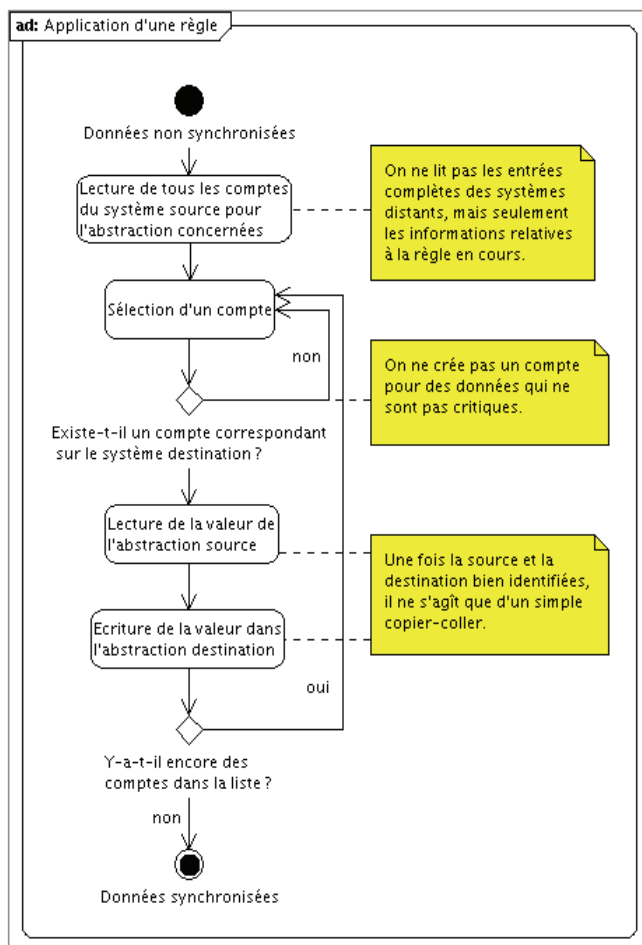 ad: Application d'une règle
Données non synchronisées
Lecture de tous les comptes
du système source pour
l'abstraction concernées
On ne lit pas les entrées
complètes des systèmes
distants, mais seulement
les informations relatives
à la règle en cours.
Sélection d'un compte
non
On ne crée pas un compte
pour des données qui ne
sont pas critiques.
Existe-t-il un compte correspondant
sur le système destination ?
Lecture de la valeur de
l'abstraction source
Une fois la source et la
destination bien identifiées,
il ne s'agît que d'un simple
copier-coller.
Ecriture de la valeur dans
l'abstraction destination
oui
Y-a-t-il encore des
comptes dans la liste ?
non
Données synchronisées